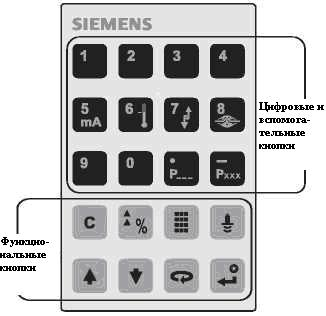 SIEMENS
1 2 3 4
5 6 7 8
mA
Цифровые и
вспомога-
тельные
кнопки
9 0 P___ Pxxx
C %
Функцио-
нальные
кнопки